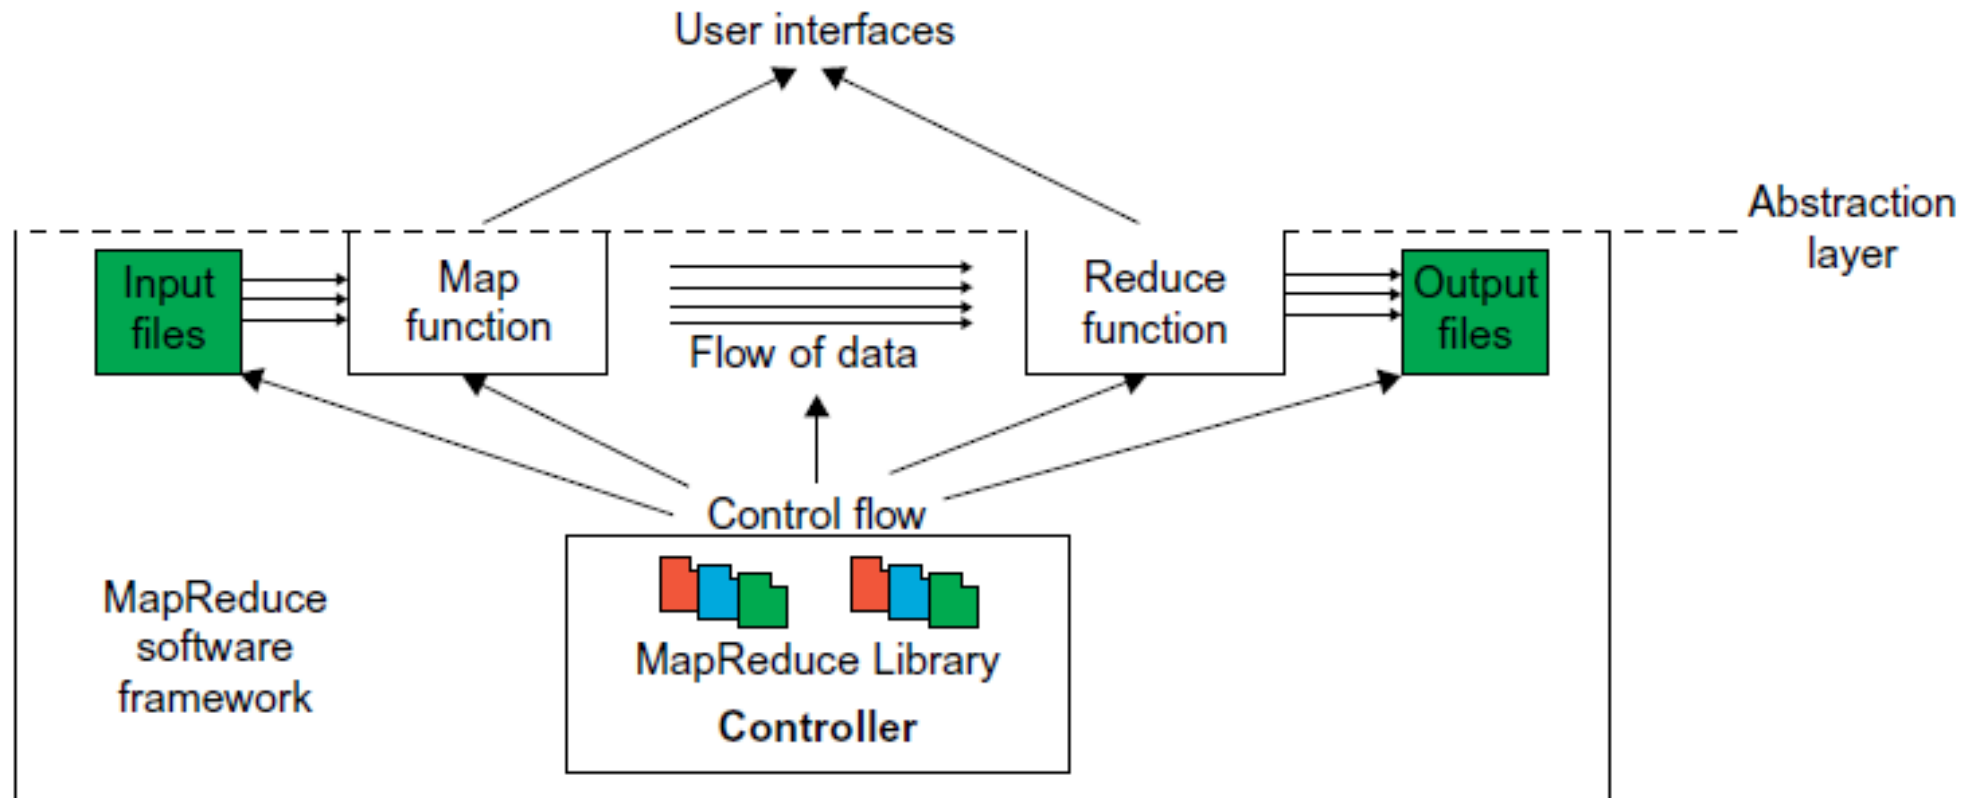 User interfaces
Abstraction
layer
Input
files
Map
function
Flow of data
Reduce
function
Output
files
Control flow
MapReduce
software
framework
MapReduce Library
Controller